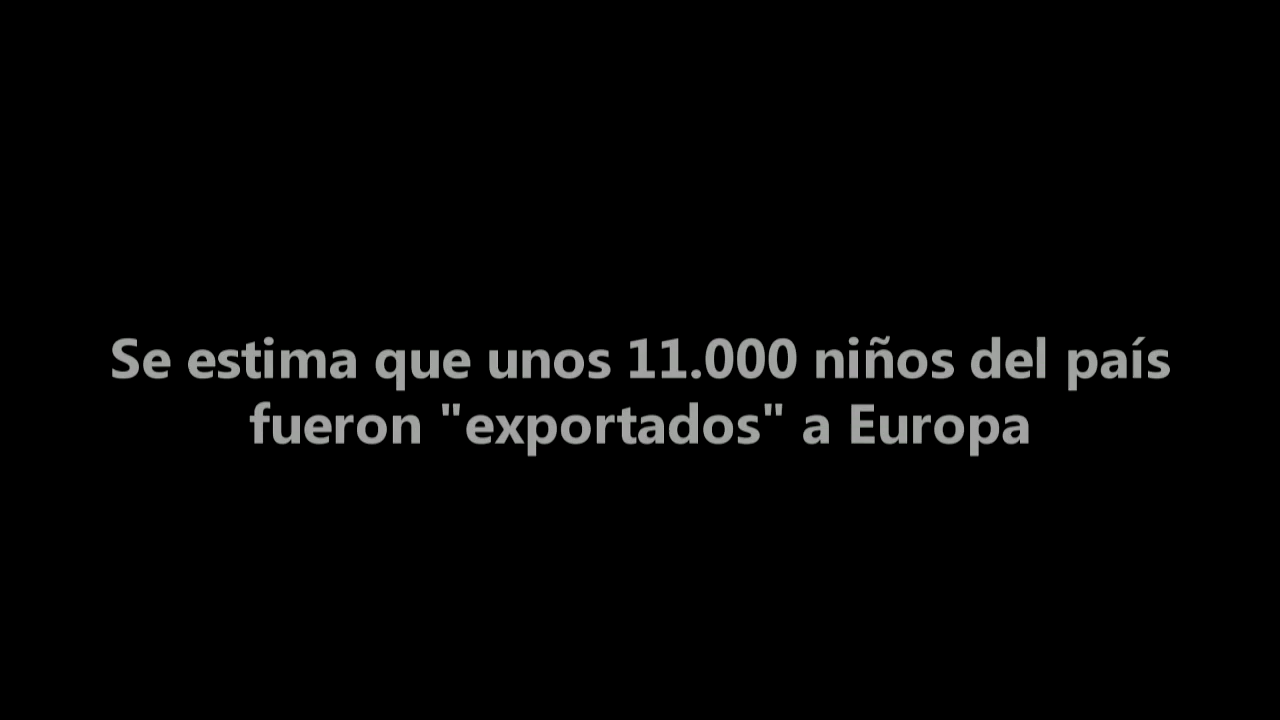 Se estima que unos 11.000 niños del país
fueron "exportados" a Europa